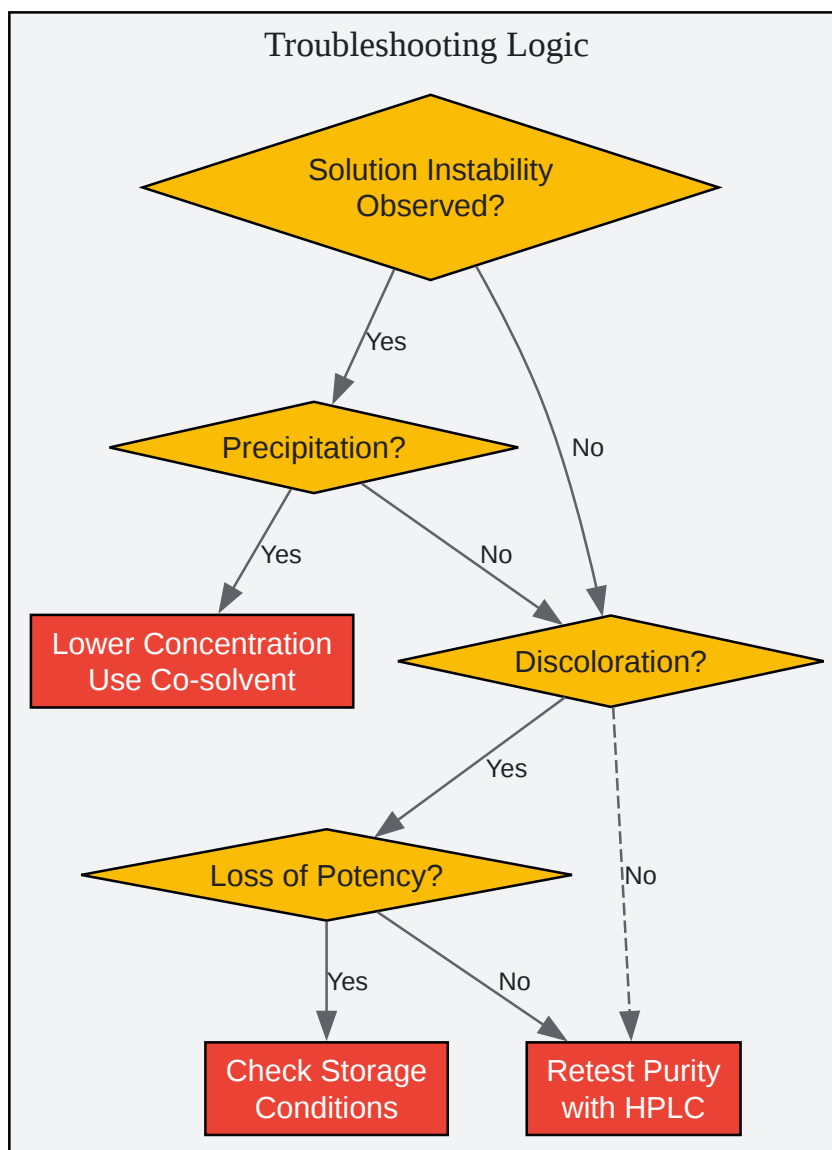 Troubleshooting Logic
Solution Instability
Observed?
Yes
Precipitation?
No
Yes
No
Lower Concentration
Use Co-solvent
Discoloration?
Yes
Loss of Potency?
No
Yes
No
Check Storage
Conditions
Retest Purity
with HPLC